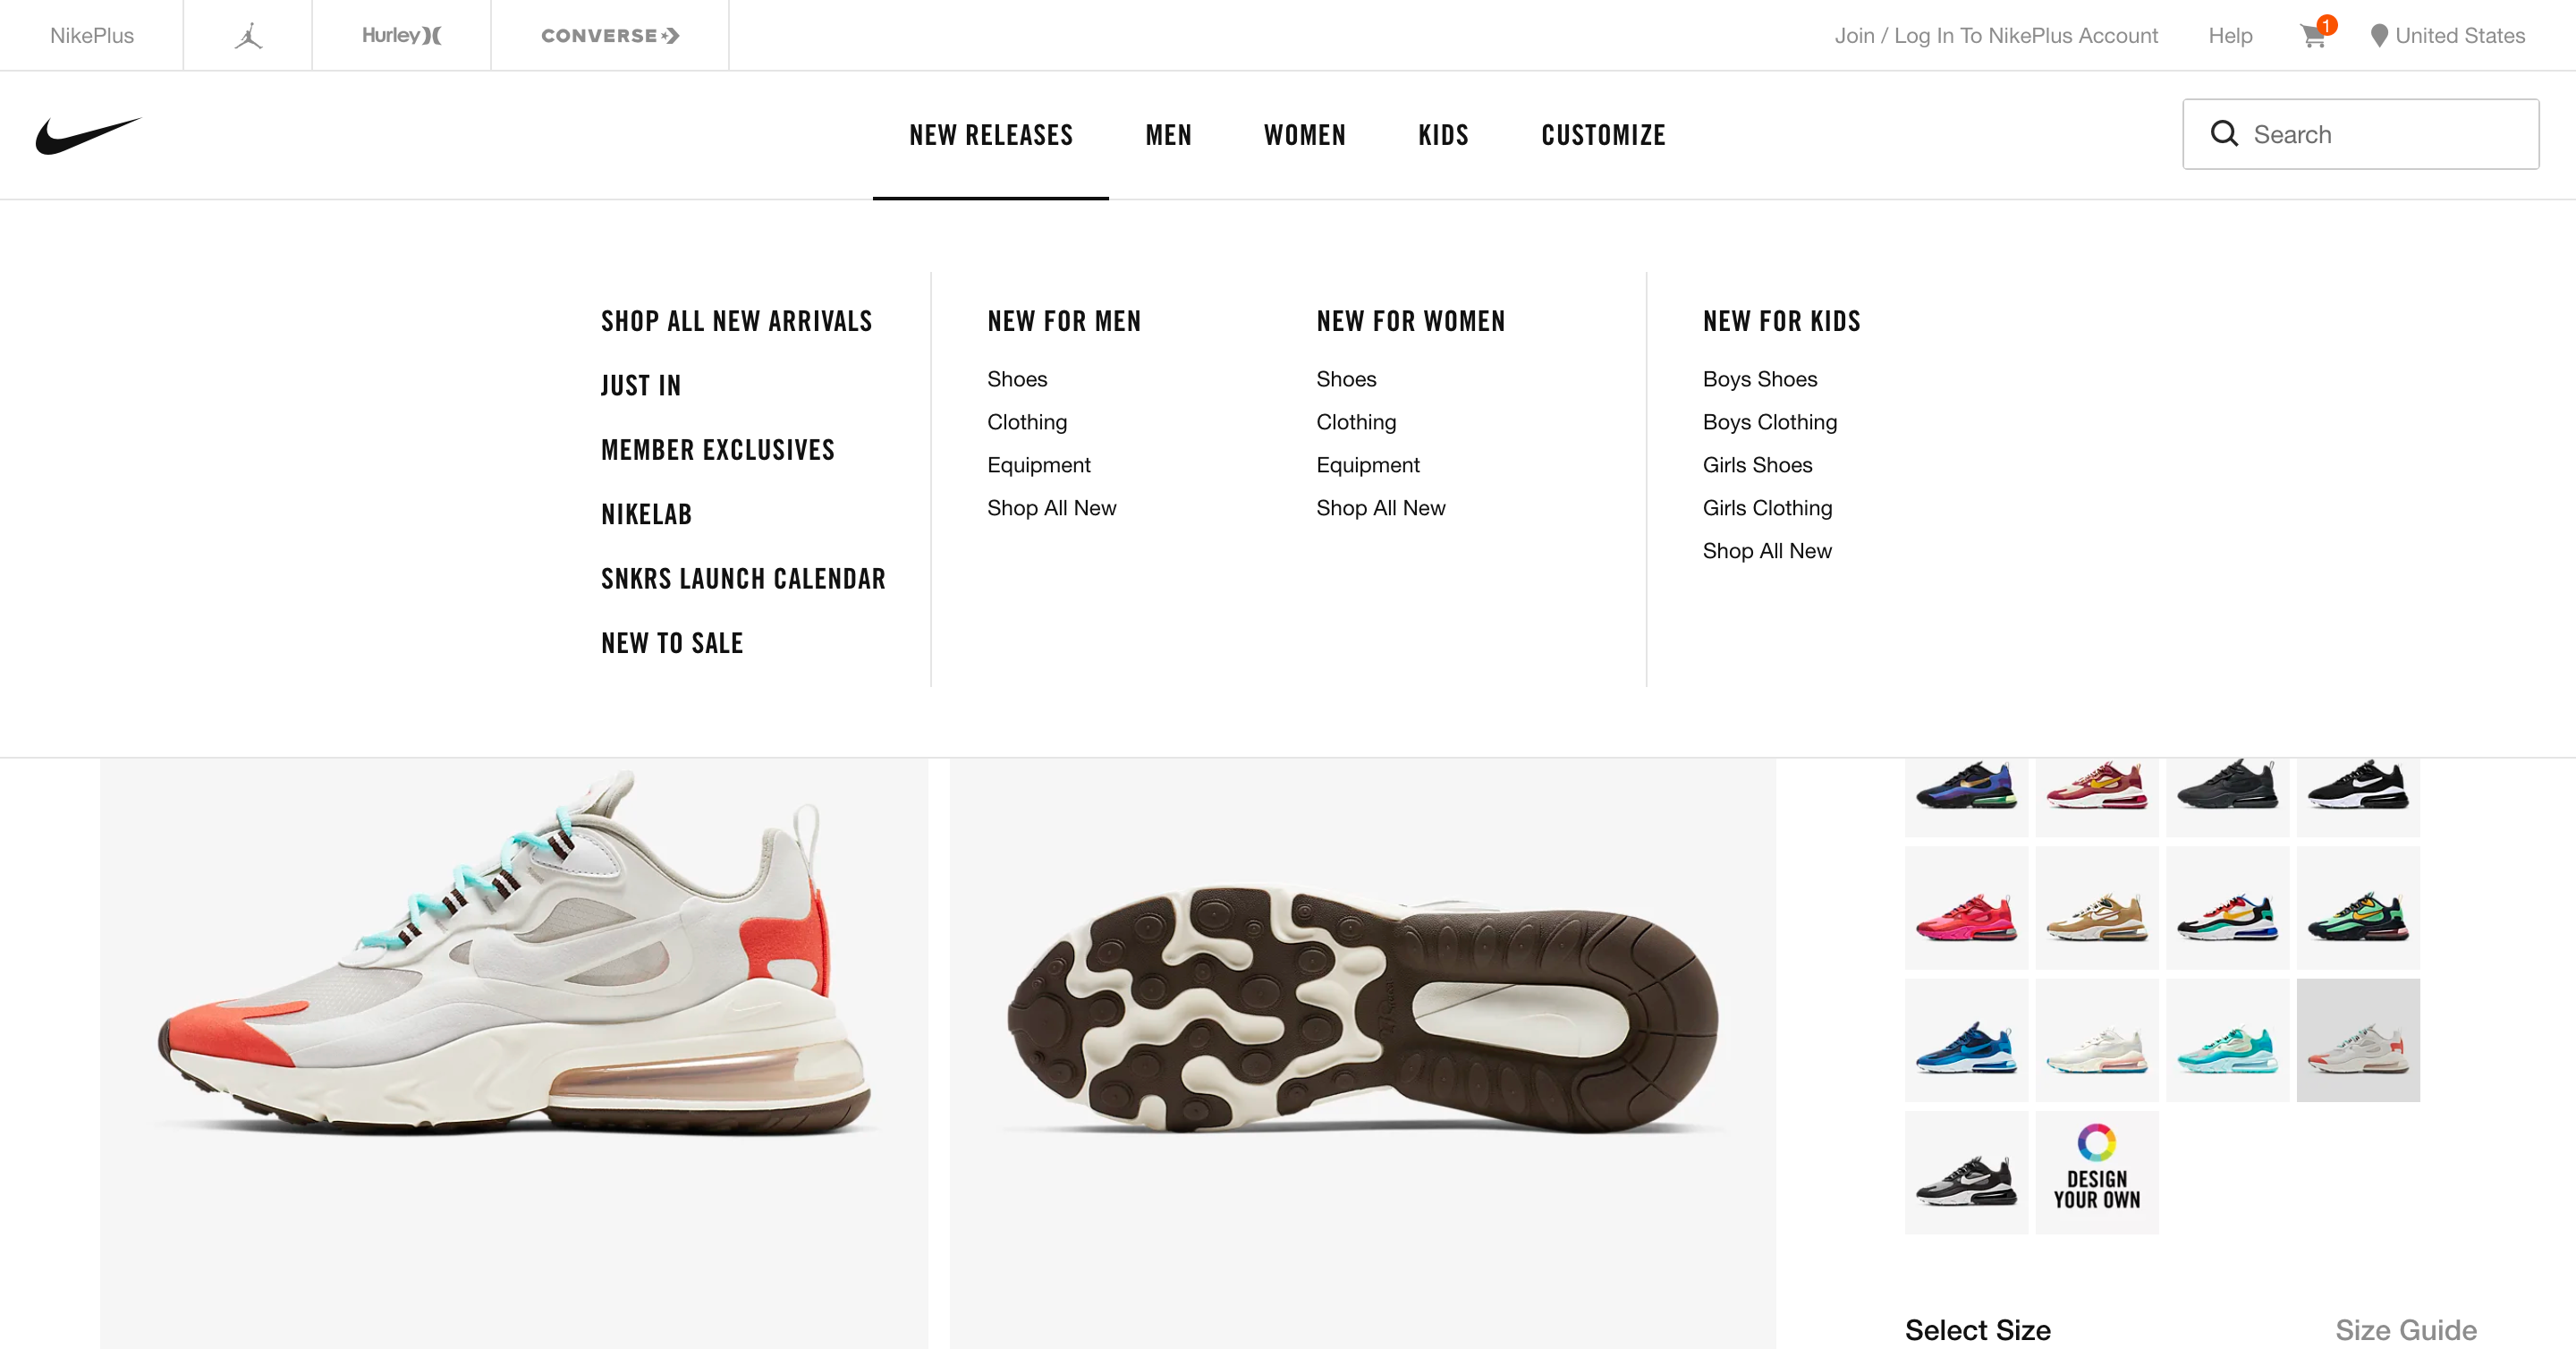 NikePlus
Hurley
CONVERSE
Join / Log In To NikePlus Account
Help
1
United States
NEW RELEASES
MEN
WOMEN
KIDS
CUSTOMIZE
Search
SHOP ALL NEW ARRIVALS
JUST IN
MEMBER EXCLUSIVES
NIKELAB
SNKRS LAUNCH CALENDAR
NEW TO SALE
NEW FOR MEN
Shoes
Clothing
Equipment
Shop All New
NEW FOR WOMEN
Shoes
Clothing
Equipment
Shop All New
NEW FOR KIDS
Boys Shoes
Boys Clothing
Girls Shoes
Girls Clothing
Shop All New
DESIGN
YOUR OWN
Select Size
Size Guide